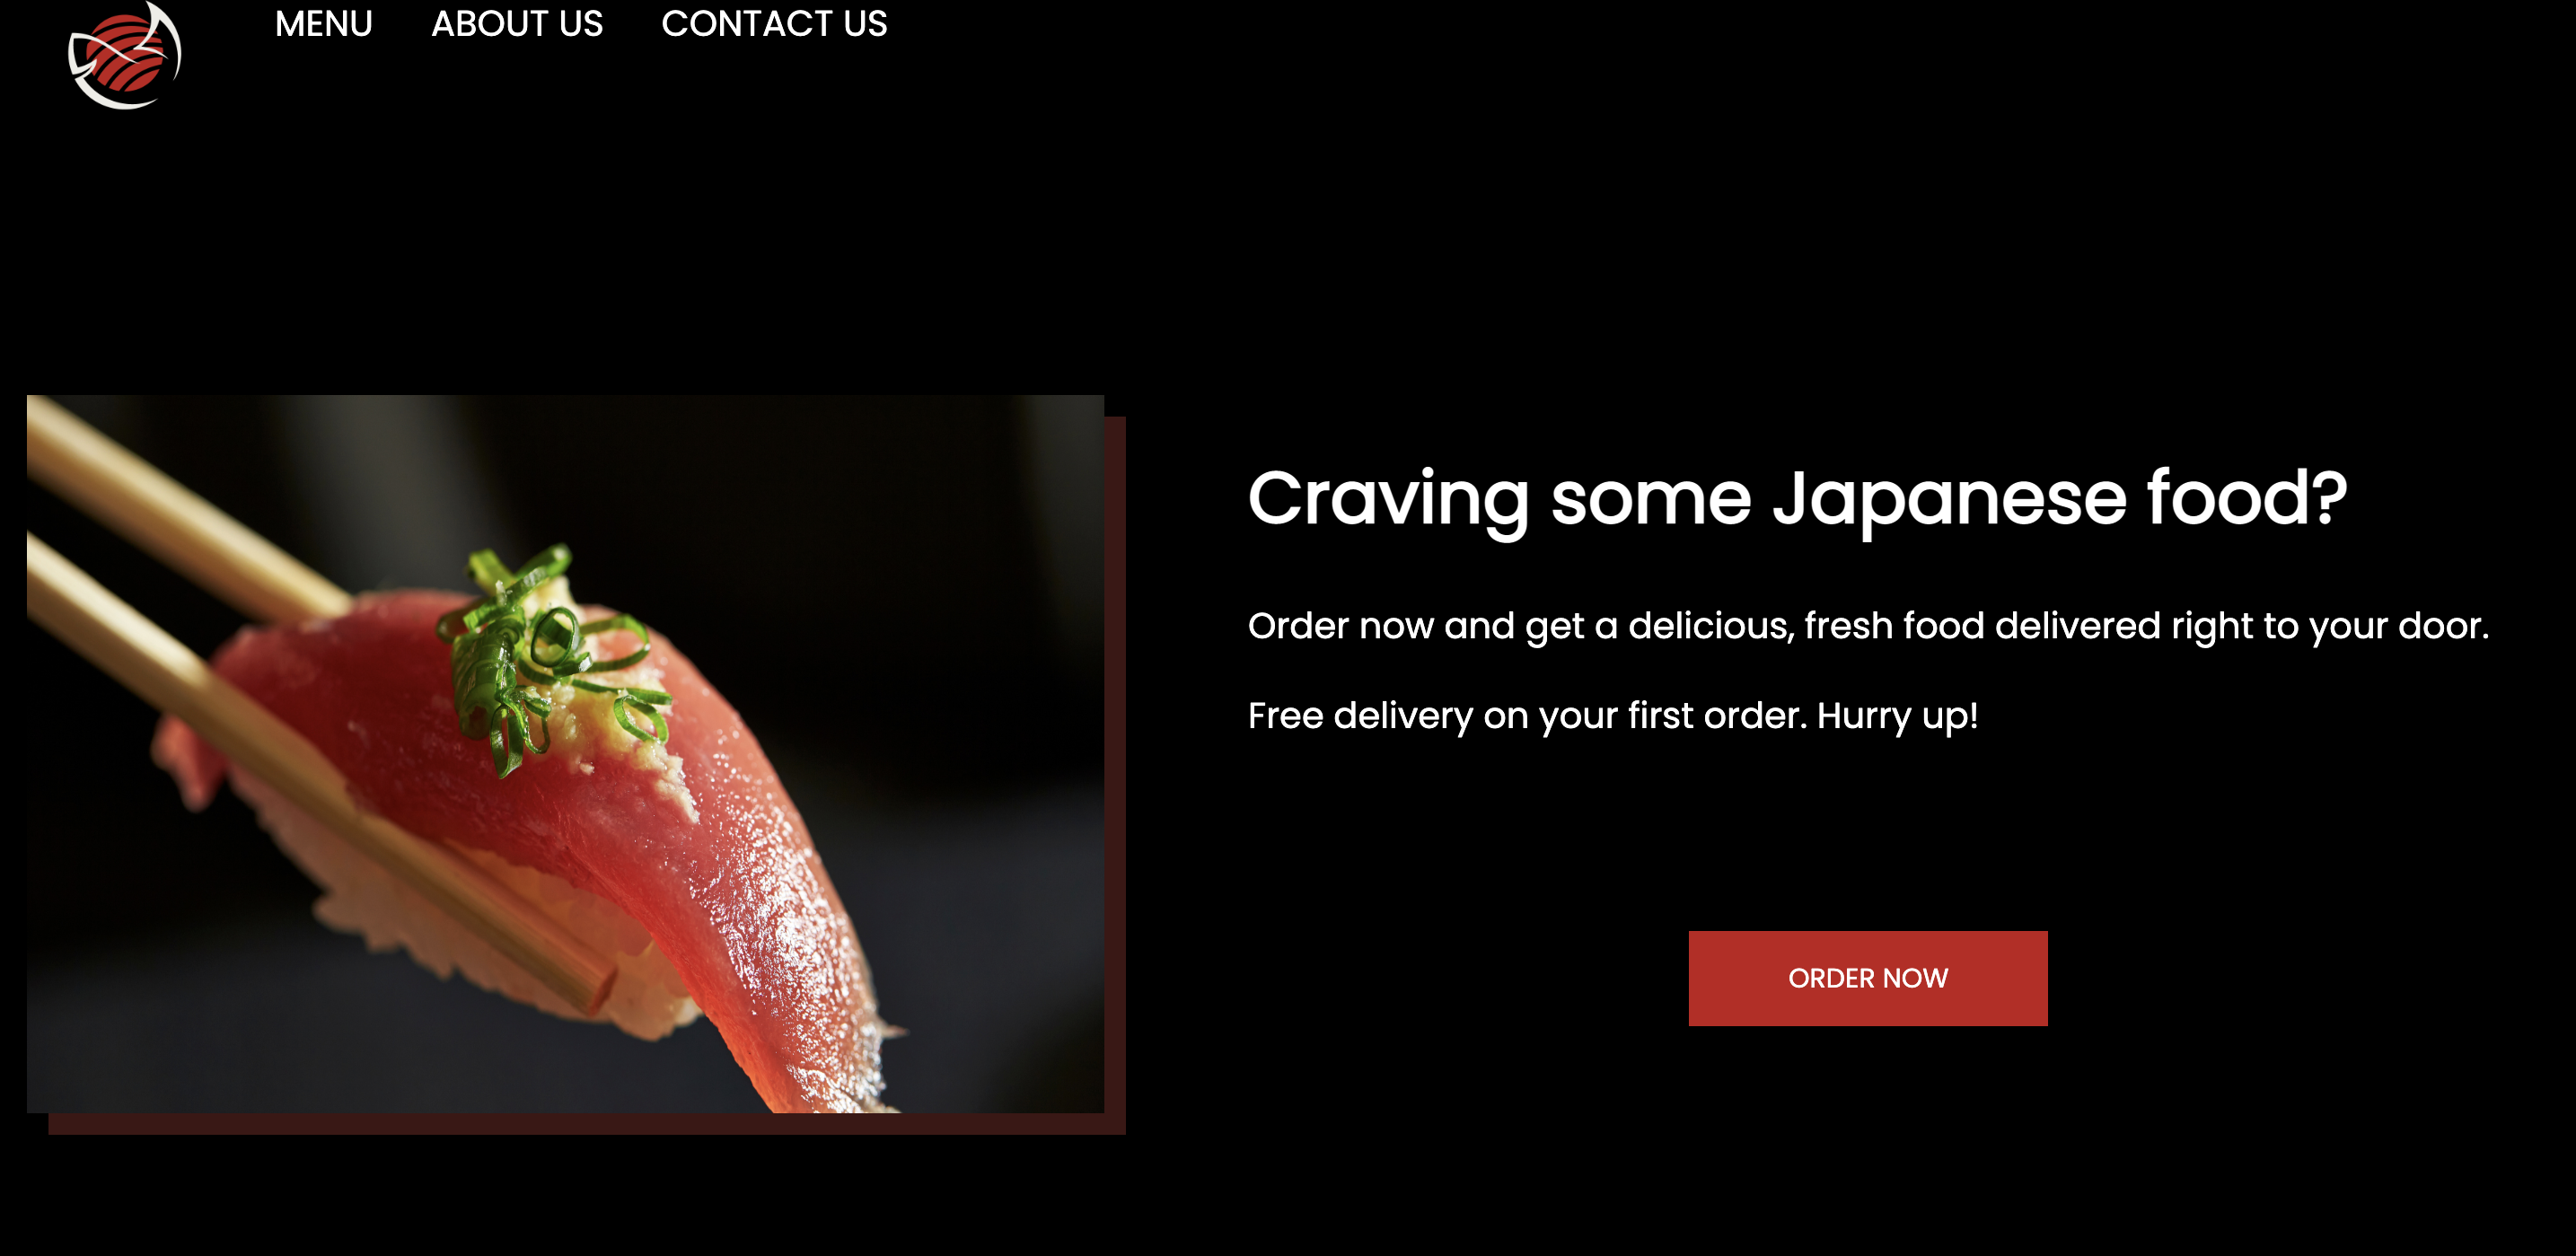 MENU ABOUT US CONTACT US
Craving some Japanese food?
Order now and get a delicious, fresh food delivered right to your door.
Free delivery on your first order. Hurry up!
ORDER NOW